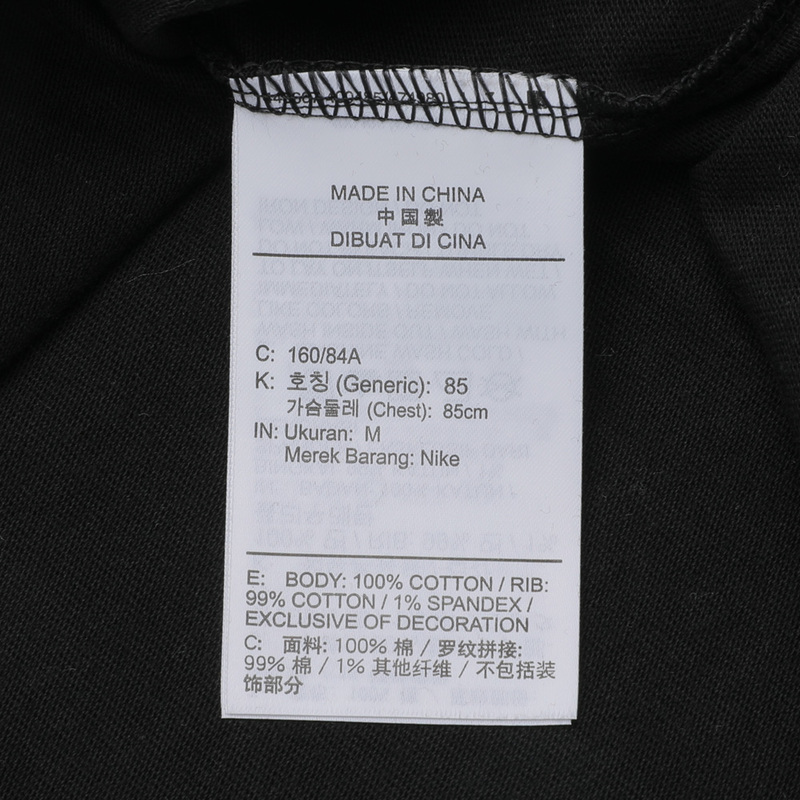 MADE IN CHINA
中国製
DIBUAT DI CINA
C: 160/84A
K: 호칭 (Generic): 85
가슴둘레 (Chest): 85cm
IN: Ukuran: M
Merek Barang: Nike
E: BODY: 100% COTTON / RIB:
99% COTTON / 1% SPANDEX /
EXCLUSIVE OF DECORATION
C: 面料: 100% 棉 / 罗纹拼接:
99% 棉 / 1% 其他纤维 / 不包括装
饰部分